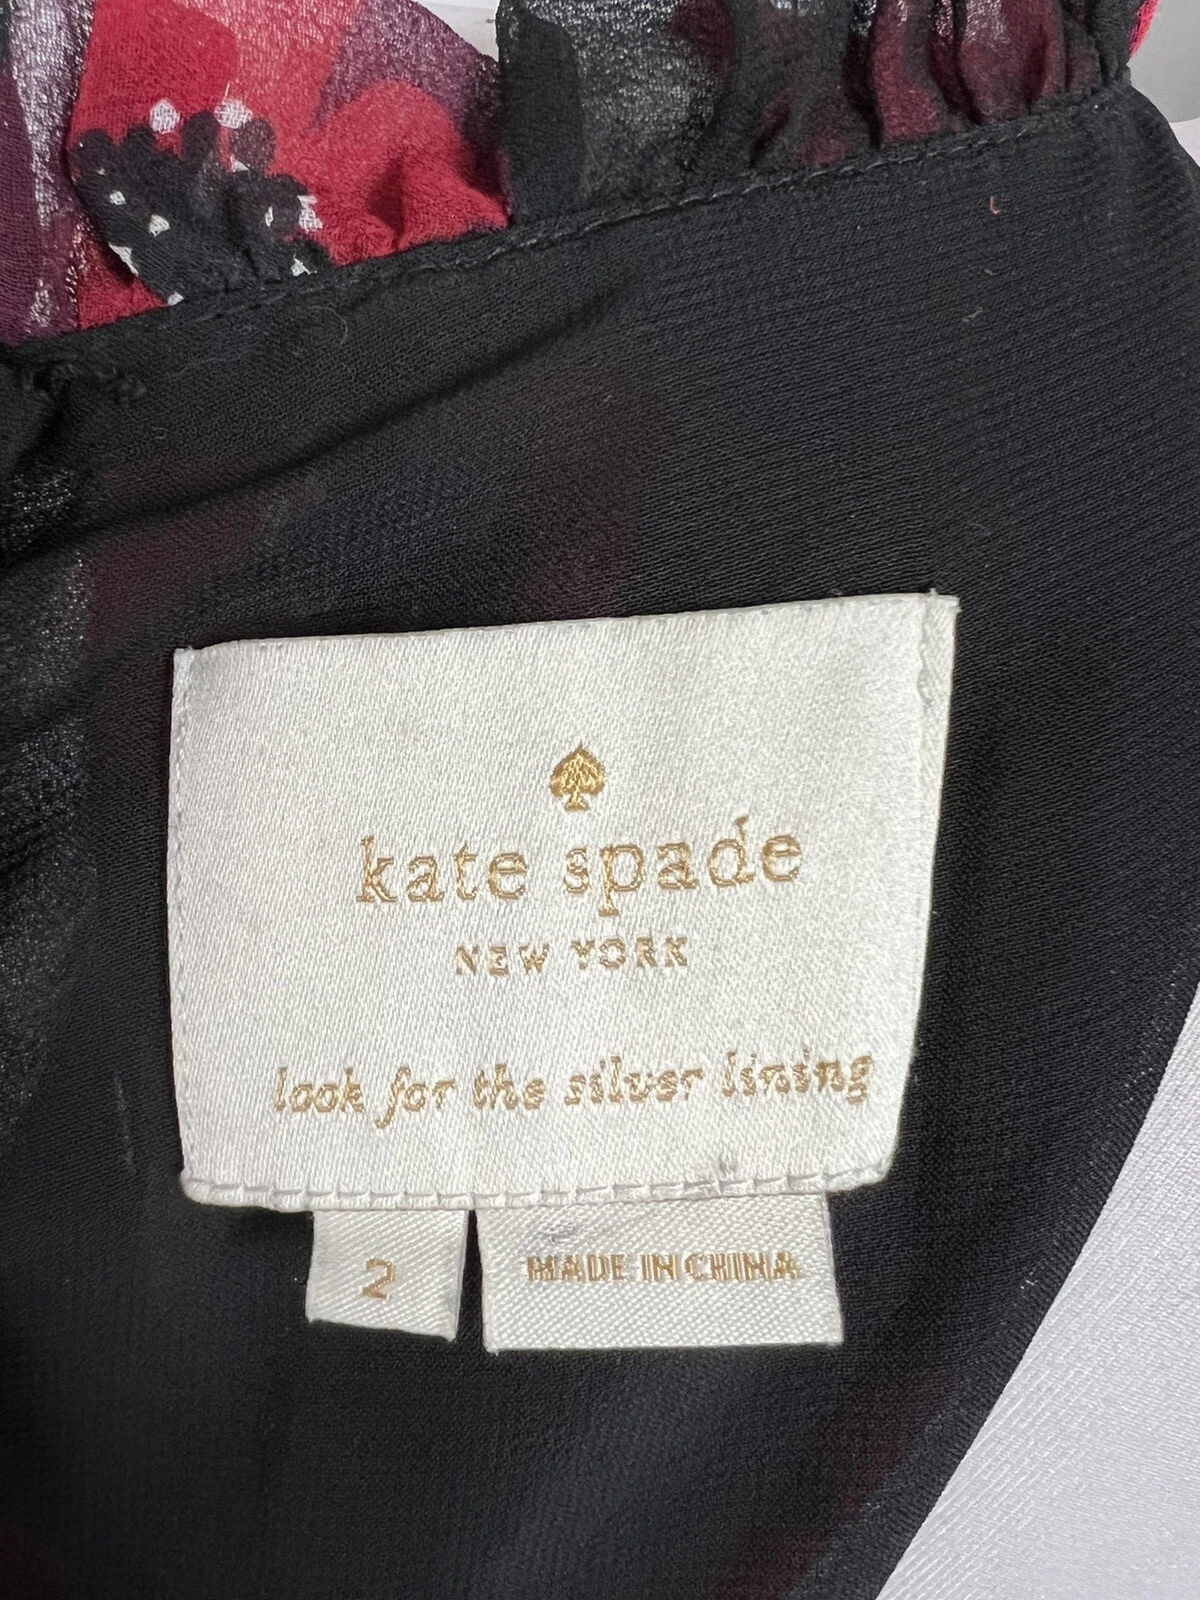 kate spade
NEW YORK
look for the silver lining
2
MADE IN CHINA